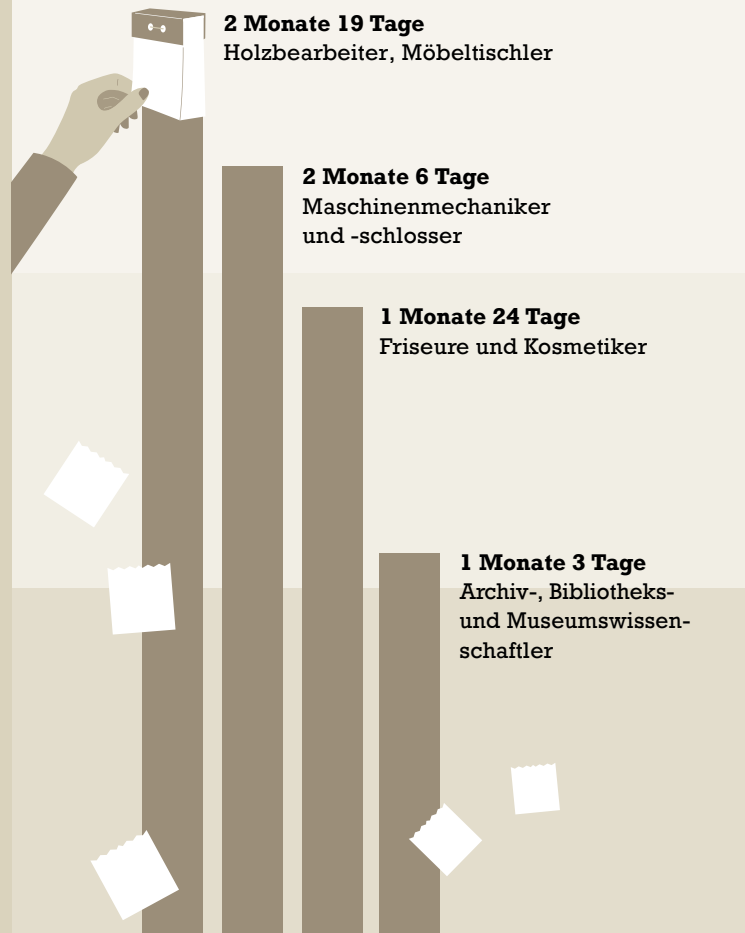 2 Monate 19 Tage
Holzbearbeiter, Möbeltischler
2 Monate 6 Tage
Maschinenmechaniker
und -schlosser
1 Monate 24 Tage
Friseure und Kosmetiker
1 Monate 3 Tage
Archiv-, Bibliotheks-
und Museumswissen-
schaftler